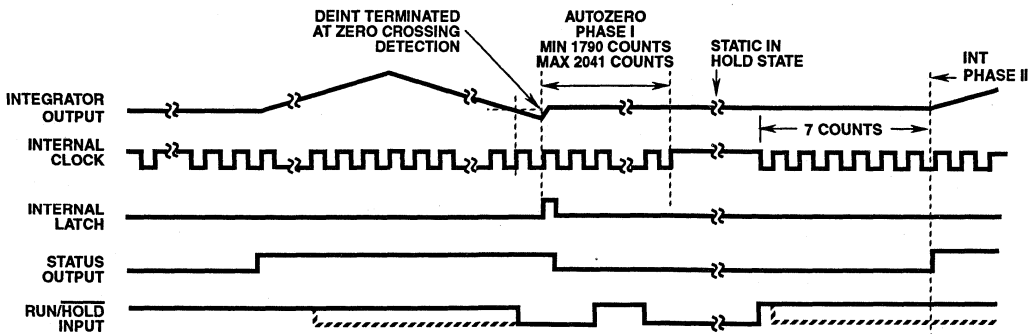 DEINT TERMINATED
AT ZERO CROSSING
DETECTION
AUTOZERO
PHASE I
MIN 1790 COUNTS
MAX 2041 COUNTS
STATIC IN
HOLD STATE
INT
PHASE II
INTEGRATOR
OUTPUT
7 COUNTS
INTERNAL
CLOCK
INTERNAL
LATCH
STATUS
OUTPUT
RUN/HOLD
INPUT